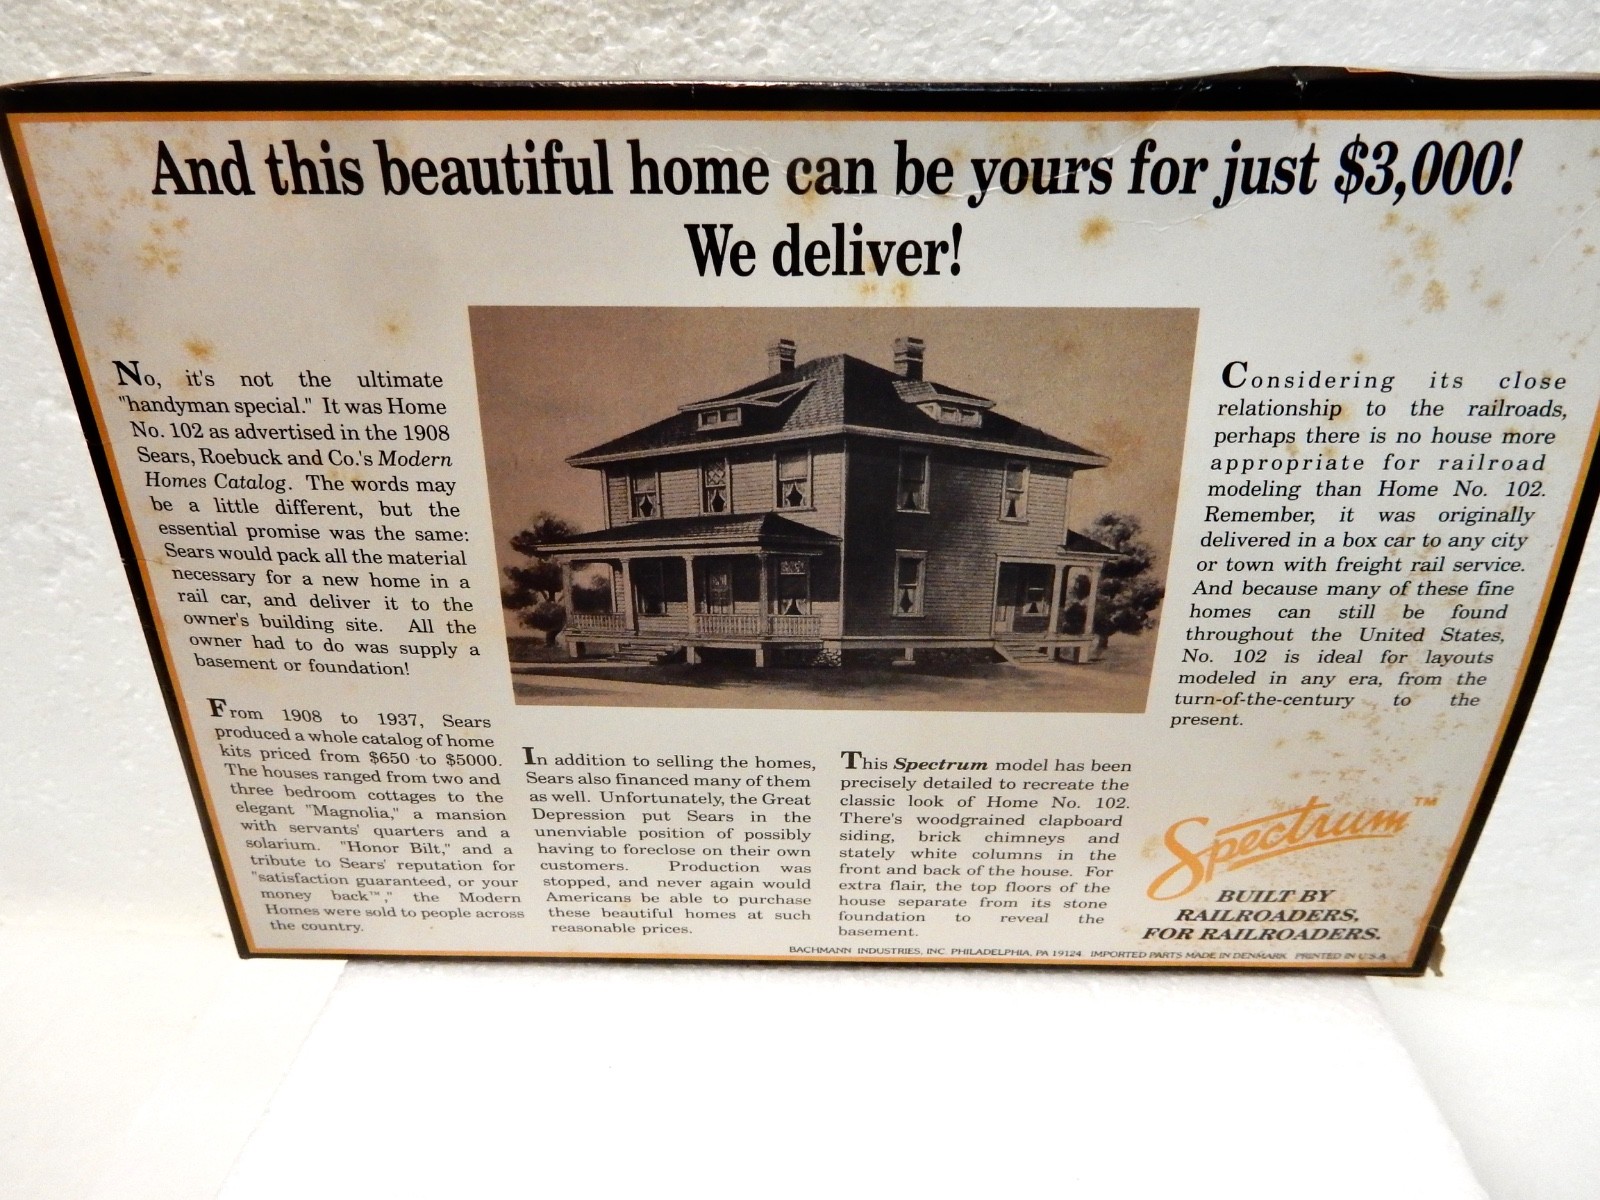 And this beautiful home can be yours for just $3,000!
We deliver!
No, it's not the ultimate
"handyman special." It was Home
No. 102 as advertised in the 1908
Sears, Roebuck and Co.'s Modern
Homes Catalog. The words may
be a little different, but the
essential promise was the same:
Sears would pack all the material
necessary for a new home in a
rail car, and deliver it to the
owner's building site. All the
owner had to do was supply a
basement or foundation!
From 1908 to 1937, Sears
produced a whole catalog of home
kits priced from $650 to $5000.
The houses ranged from two and
three bedroom cottages to the
elegant "Magnolia," a mansion
with servants' quarters and a
solarium. "Honor Bilt," and a
tribute to Sears' reputation for
"satisfaction guaranteed, or your
money back™," the Modern
Homes were sold to people across
the country.
In addition to selling the homes,
Sears also financed many of them
as well. Unfortunately, the Great
Depression put Sears in the
unenviable position of possibly
having to foreclose on their own
customers. Production was
stopped, and never again would
Americans be able to purchase
these beautiful homes at such
reasonable prices.
This Spectrum model has been
precisely detailed to recreate the
classic look of Home No. 102.
There's woodgrained clapboard
siding, brick chimneys and
stately white columns in the
front and back of the house. For
extra flair, the top floors of the
house separate from its stone
foundation to reveal the
basement.
Considering its close
relationship to the railroads,
perhaps there is no house more
appropriate for railroad
modeling than Home No. 102.
Remember, it was originally
delivered in a box car to any city
or town with freight rail service.
And because many of these fine
homes can still be found
throughout the United States,
No. 102 is ideal for layouts
modeled in any era, from the
turn-of-the-century to the
present.
Spectrum™
BUILT BY
RAILROADERS,
FOR RAILROADERS.
BACHMANN INDUSTRIES, INC. PHILADELPHIA, PA 19124 IMPORTED PARTS MADE IN DENMARK PRINTED IN U.S.A.